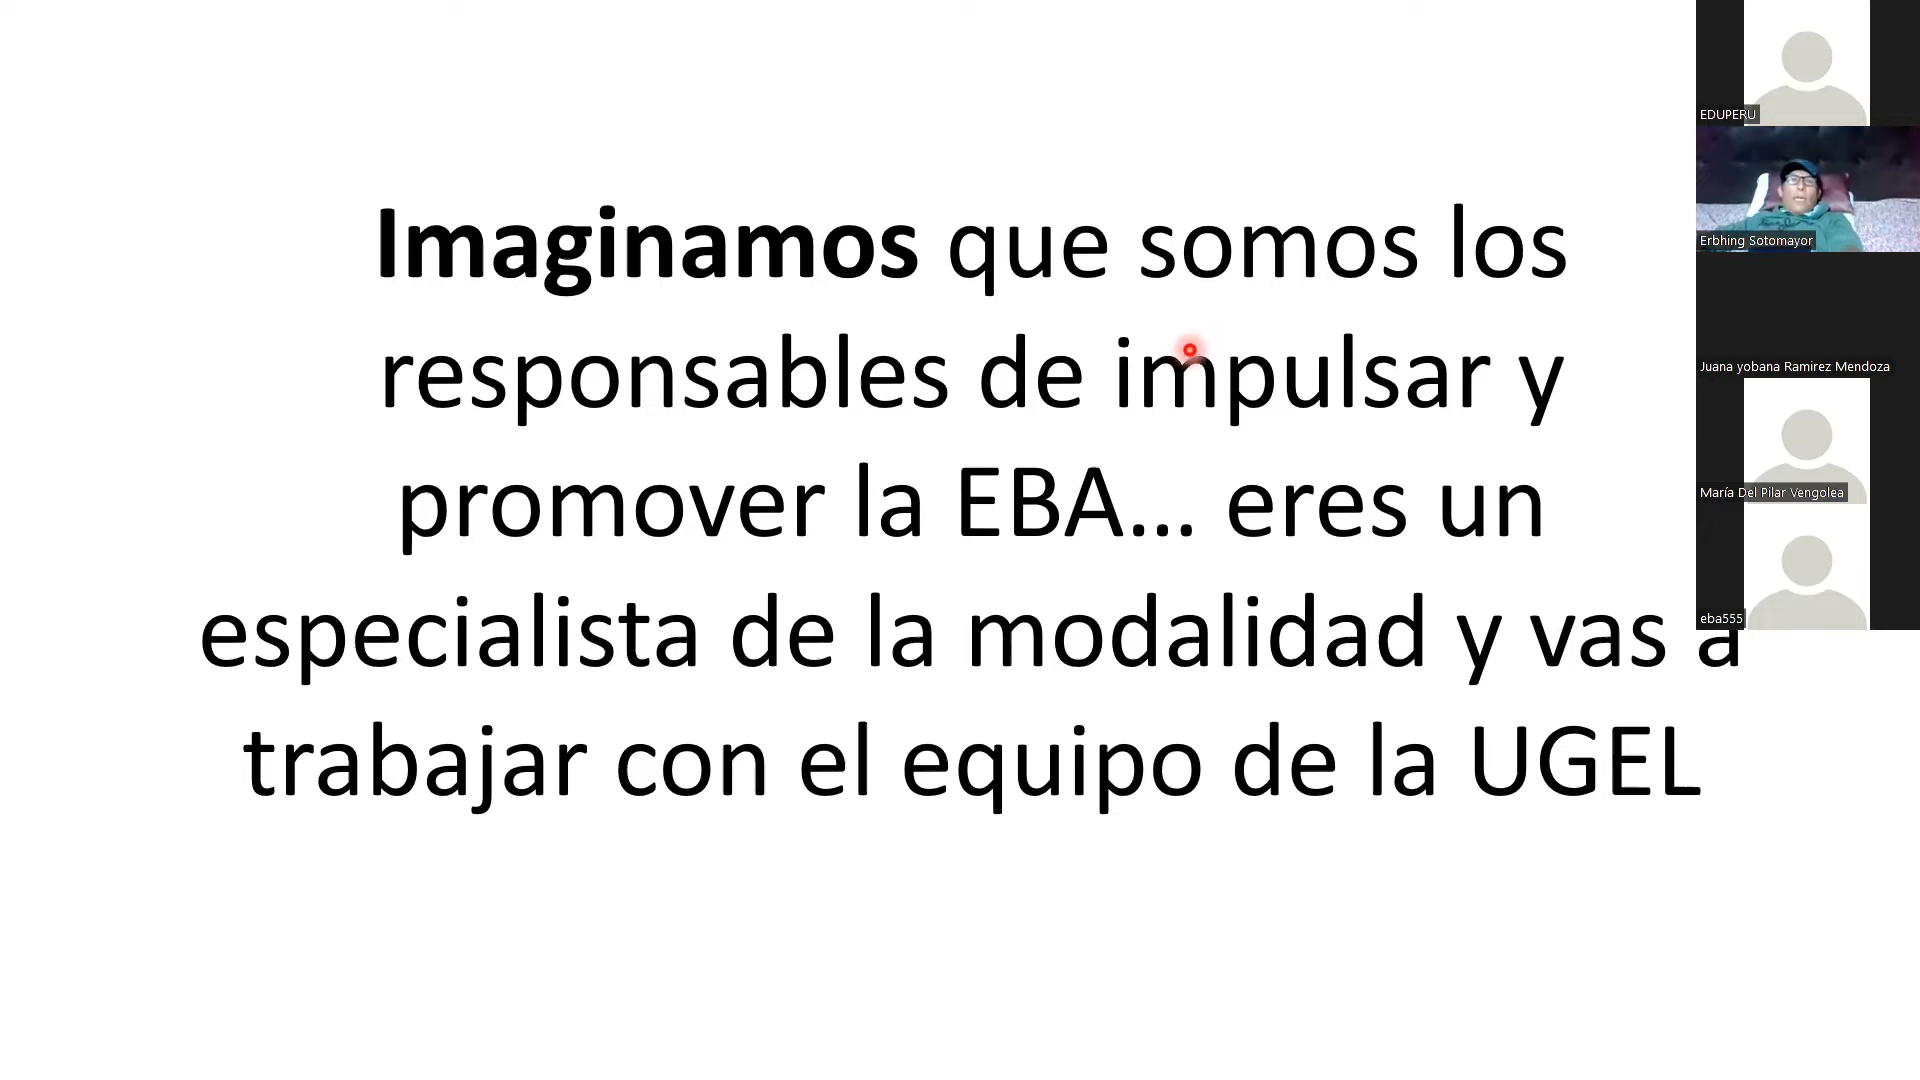 Imaginamos que somos los
responsables de impulsar y
promover la EBA... eres un
especialista de la modalidad y vas a
trabajar con el equipo de la UGEL
EDUPERU
Erbhing Sotomayor
Juana yobana Ramirez Mendoza
María Del Pilar Vengolea
eba555